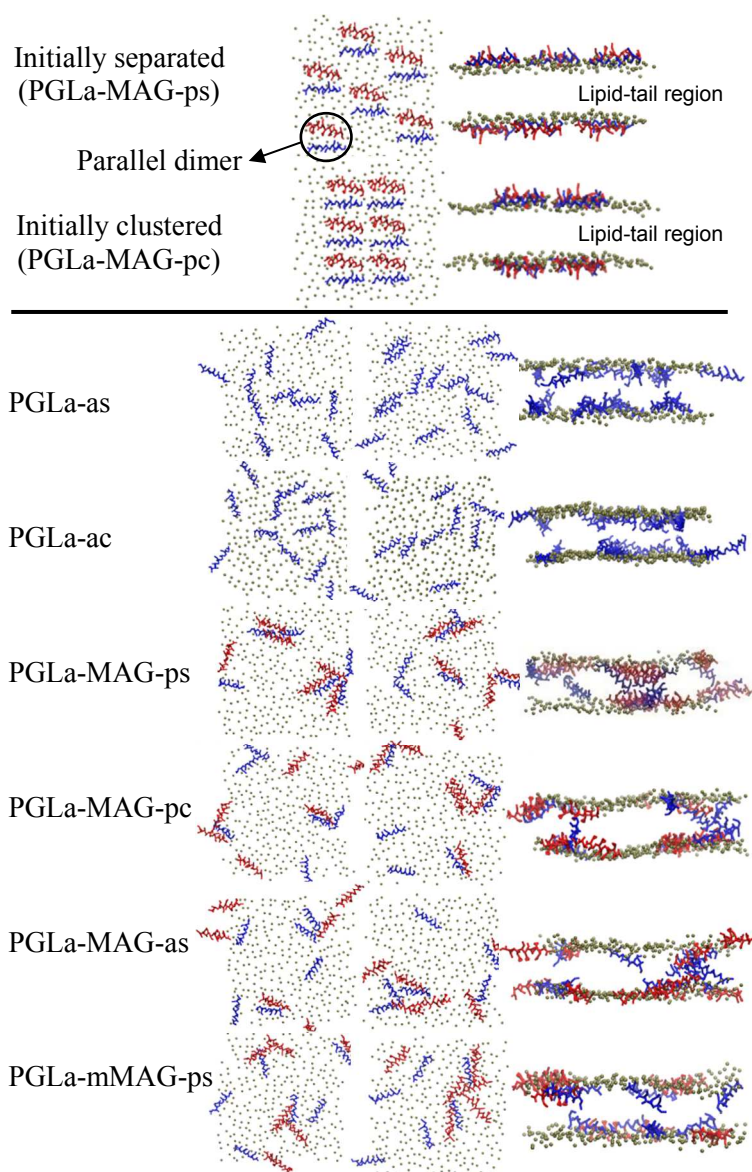 Initially separated
(PGLa-MAG-ps)
Lipid-tail region
Parallel dimer
Initially clustered
(PGLa-MAG-pc)
Lipid-tail region
PGLa-as
PGLa-ac
PGLa-MAG-ps
PGLa-MAG-pc
PGLa-MAG-as
PGLa-mMAG-ps